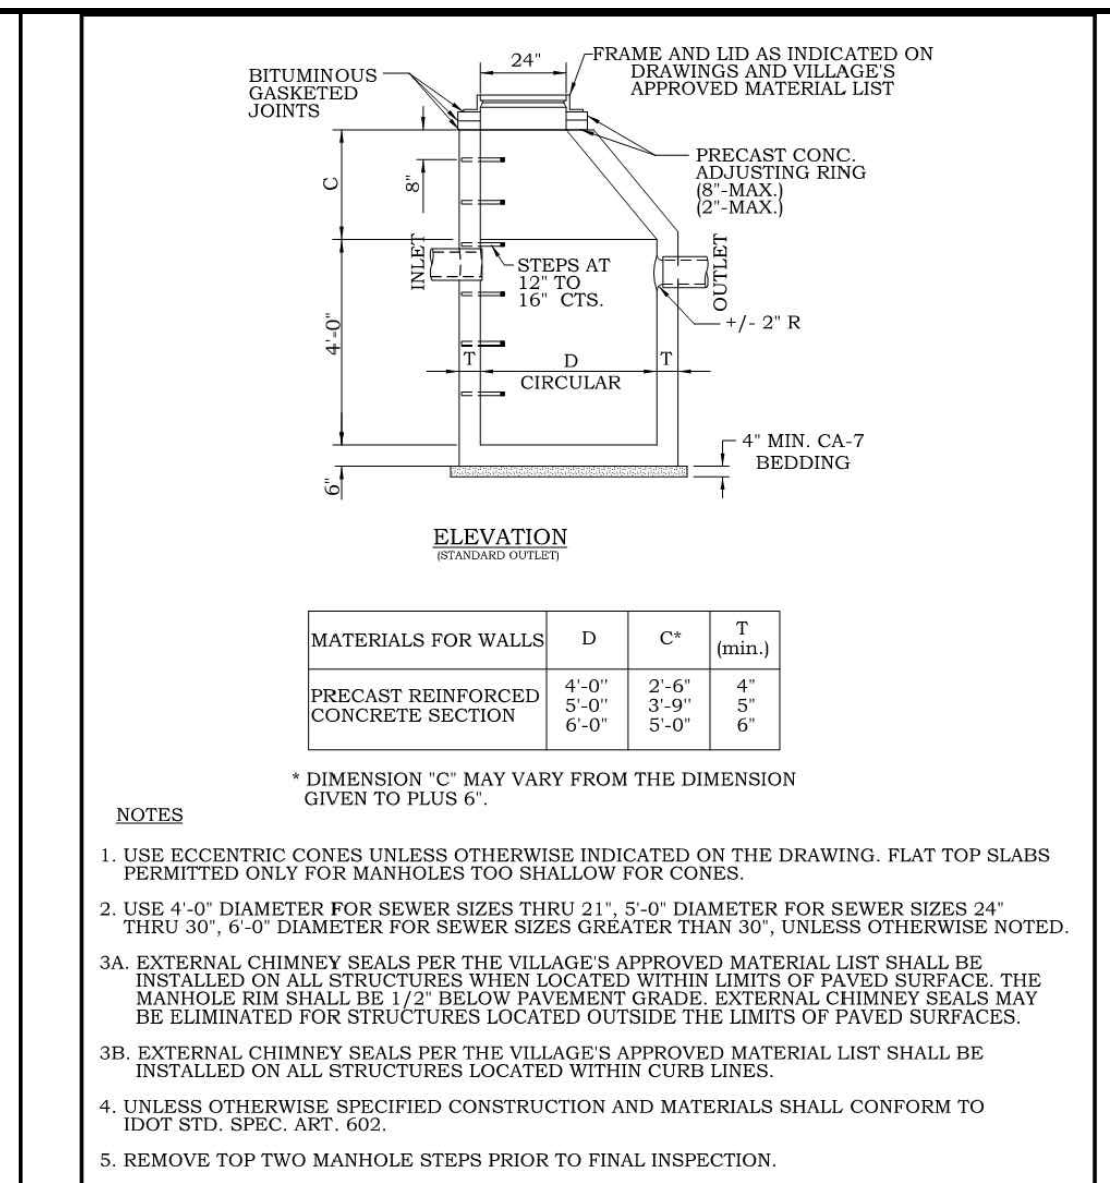 24"
FRAME AND LID AS INDICATED ON
DRAWINGS AND VILLAGE'S
APPROVED MATERIAL LIST
BITUMINOUS
GASKETED
JOINTS
PRECAST CONC.
ADJUSTING RING
(8"-MAX.)
(2"-MAX.)
C
8"
INLET
OUTLET
STEPS AT
12" TO
16" CTS.
+/- 2" R
4'-0"
T
D
T
CIRCULAR
4" MIN. CA-7
BEDDING
6"
ELEVATION
(STANDARD OUTLET)
MATERIALS FOR WALLS D C* T
(min.)
PRECAST REINFORCED
CONCRETE SECTION
4'-0" 2'-6" 4"
5'-0" 3'-9" 5"
6'-0" 5'-0" 6"
* DIMENSION "C" MAY VARY FROM THE DIMENSION
GIVEN TO PLUS 6".
NOTES
1. USE ECCENTRIC CONES UNLESS OTHERWISE INDICATED ON THE DRAWING. FLAT TOP SLABS
PERMITTED ONLY FOR MANHOLES TOO SHALLOW FOR CONES.
2. USE 4'-0" DIAMETER FOR SEWER SIZES THRU 21", 5'-0" DIAMETER FOR SEWER SIZES 24"
THRU 30", 6'-0" DIAMETER FOR SEWER SIZES GREATER THAN 30", UNLESS OTHERWISE NOTED.
3A. EXTERNAL CHIMNEY SEALS PER THE VILLAGE'S APPROVED MATERIAL LIST SHALL BE
INSTALLED ON ALL STRUCTURES WHEN LOCATED WITHIN LIMITS OF PAVED SURFACE. THE
MANHOLE RIM SHALL BE 1/2" BELOW PAVEMENT GRADE. EXTERNAL CHIMNEY SEALS MAY
BE ELIMINATED FOR STRUCTURES LOCATED OUTSIDE THE LIMITS OF PAVED SURFACES.
3B. EXTERNAL CHIMNEY SEALS PER THE VILLAGE'S APPROVED MATERIAL LIST SHALL BE
INSTALLED ON ALL STRUCTURES LOCATED WITHIN CURB LINES.
4. UNLESS OTHERWISE SPECIFIED CONSTRUCTION AND MATERIALS SHALL CONFORM TO
IDOT STD. SPEC. ART. 602.
5. REMOVE TOP TWO MANHOLE STEPS PRIOR TO FINAL INSPECTION.